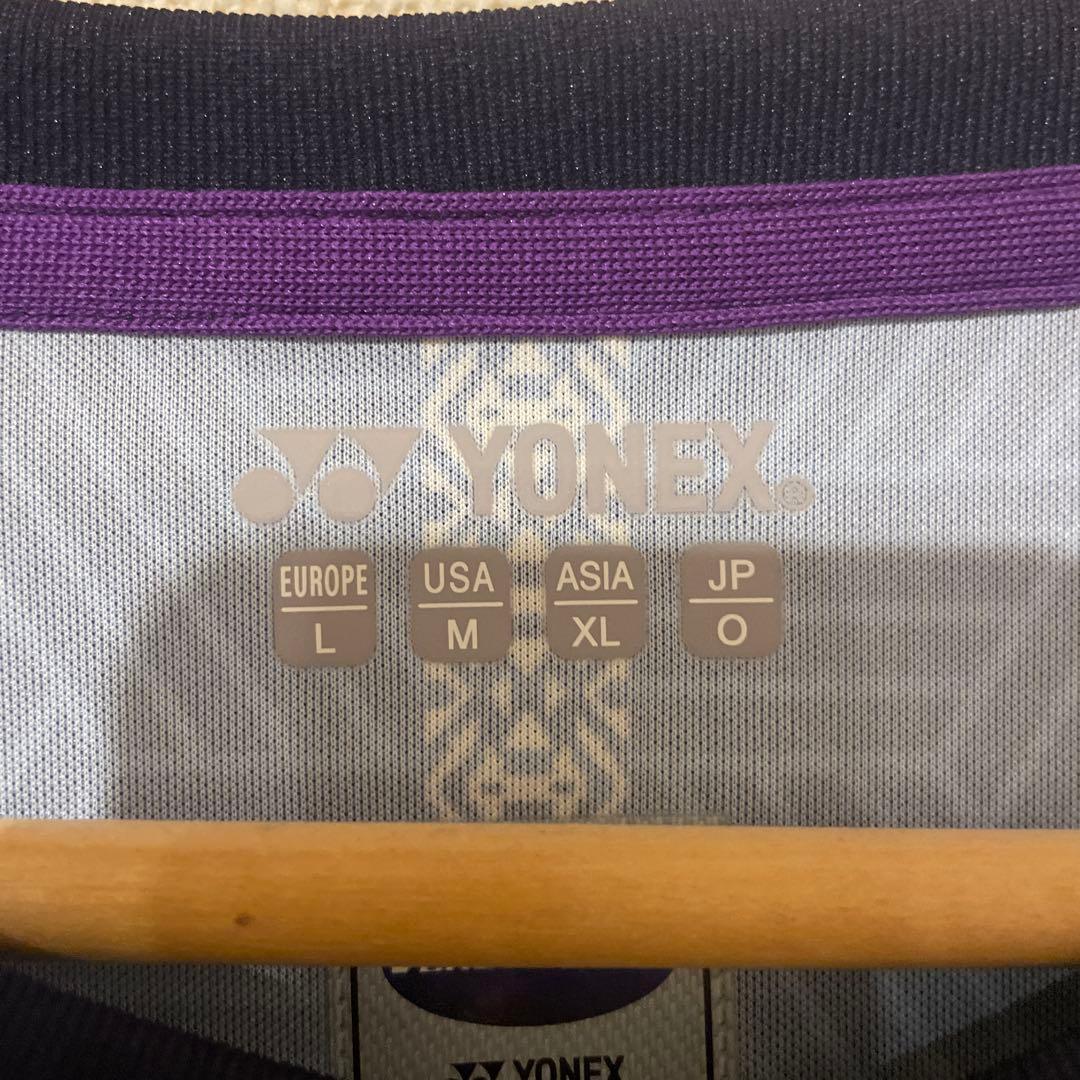 YONEX®
EUROPE USA ASIA JP
L M XL O
YONEX